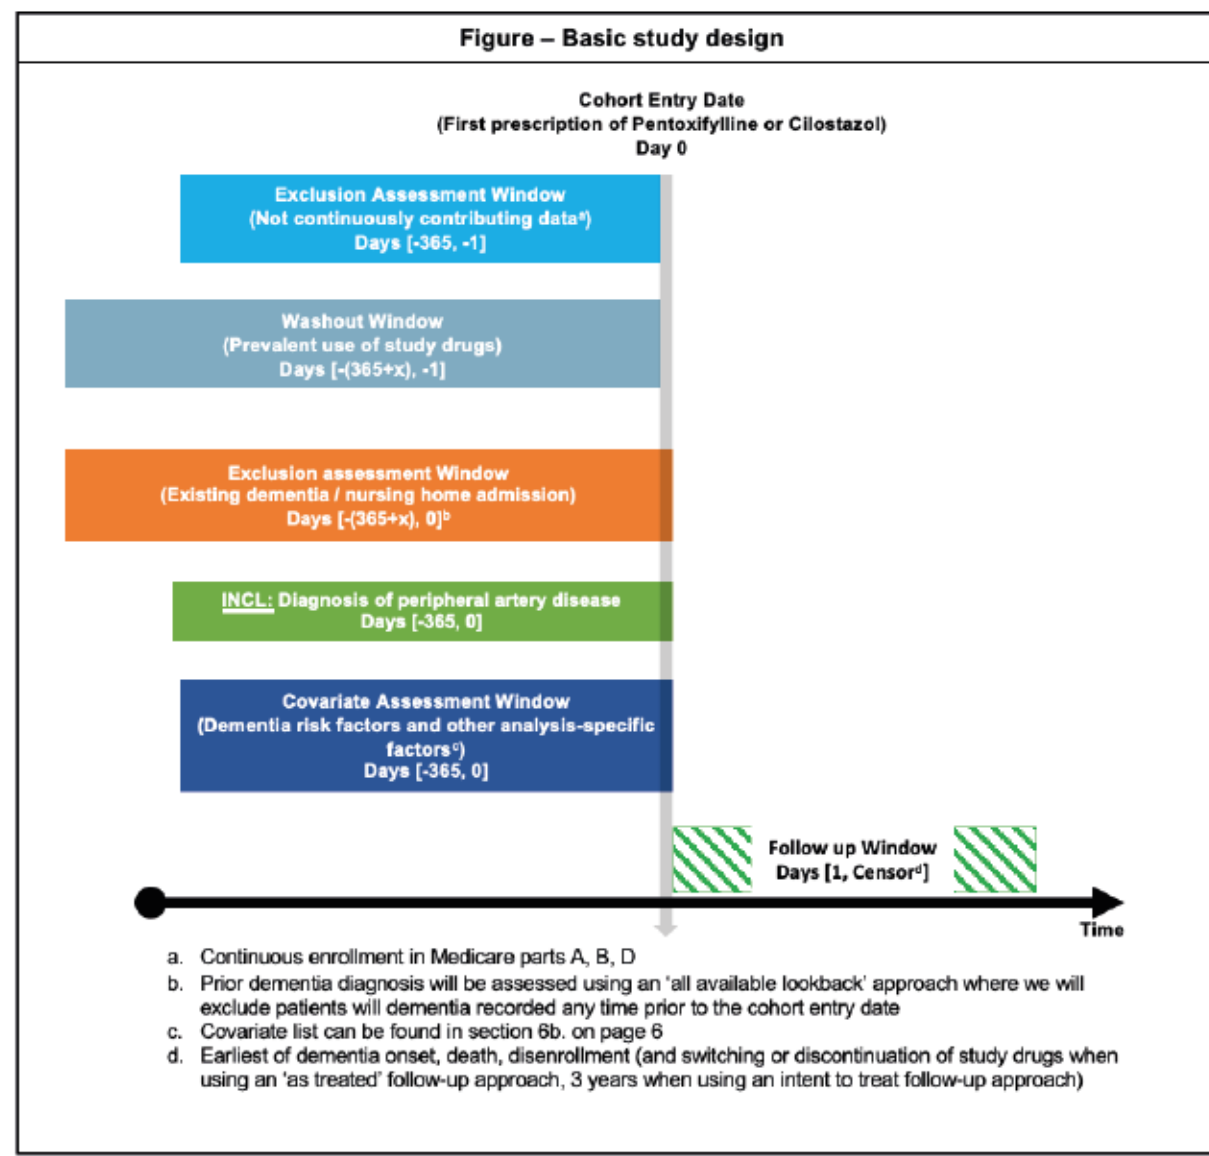 Figure – Basic study design
Cohort Entry Date
(First prescription of Pentoxifylline or Cilostazol)
Day 0
Exclusion Assessment Window
(Not continuously contributing dataª)
Days [-365, -1]
Washout Window
(Prevalent use of study drugs)
Days [-(365+x), -1]
Exclusion assessment Window
(Existing dementia / nursing home admission)
Days [-(365+x), 0]ᵇ
INCL: Diagnosis of peripheral artery disease
Days [-365, 0]
Covariate Assessment Window
(Dementia risk factors and other analysis-specific
factorsᶜ)
Days [-365, 0]
Follow up Window
Days [1, Censorᵈ]
Time
a. Continuous enrollment in Medicare parts A, B, D
b. Prior dementia diagnosis will be assessed using an ‘all available lookback’ approach where we will
exclude patients will dementia recorded any time prior to the cohort entry date
c. Covariate list can be found in section 6b. on page 6
d. Earliest of dementia onset, death, disenrollment (and switching or discontinuation of study drugs when
using an ‘as treated’ follow-up approach, 3 years when using an intent to treat follow-up approach)